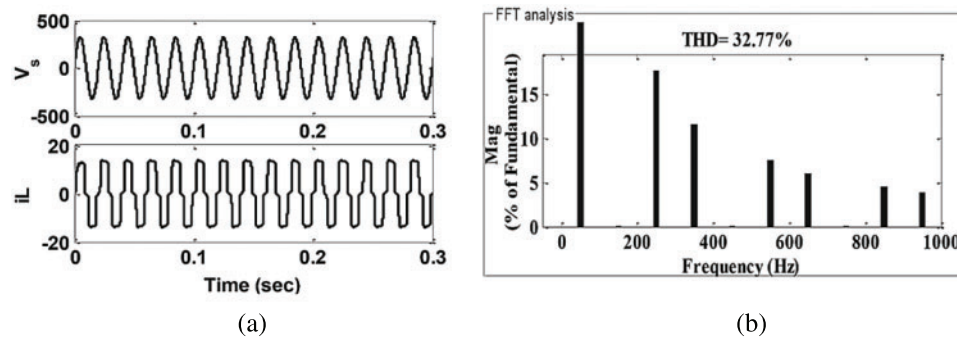 500
0
-500
Vs
0
0.1
0.2
0.3
20
0
-20
iL
0
0.1
0.2
0.3
Time (sec)
(a)
FFT analysis
THD= 32.77%
15
10
5
0
Mag
(% of Fundamental)
0
200
400
600
800
1000
Frequency (Hz)
(b)